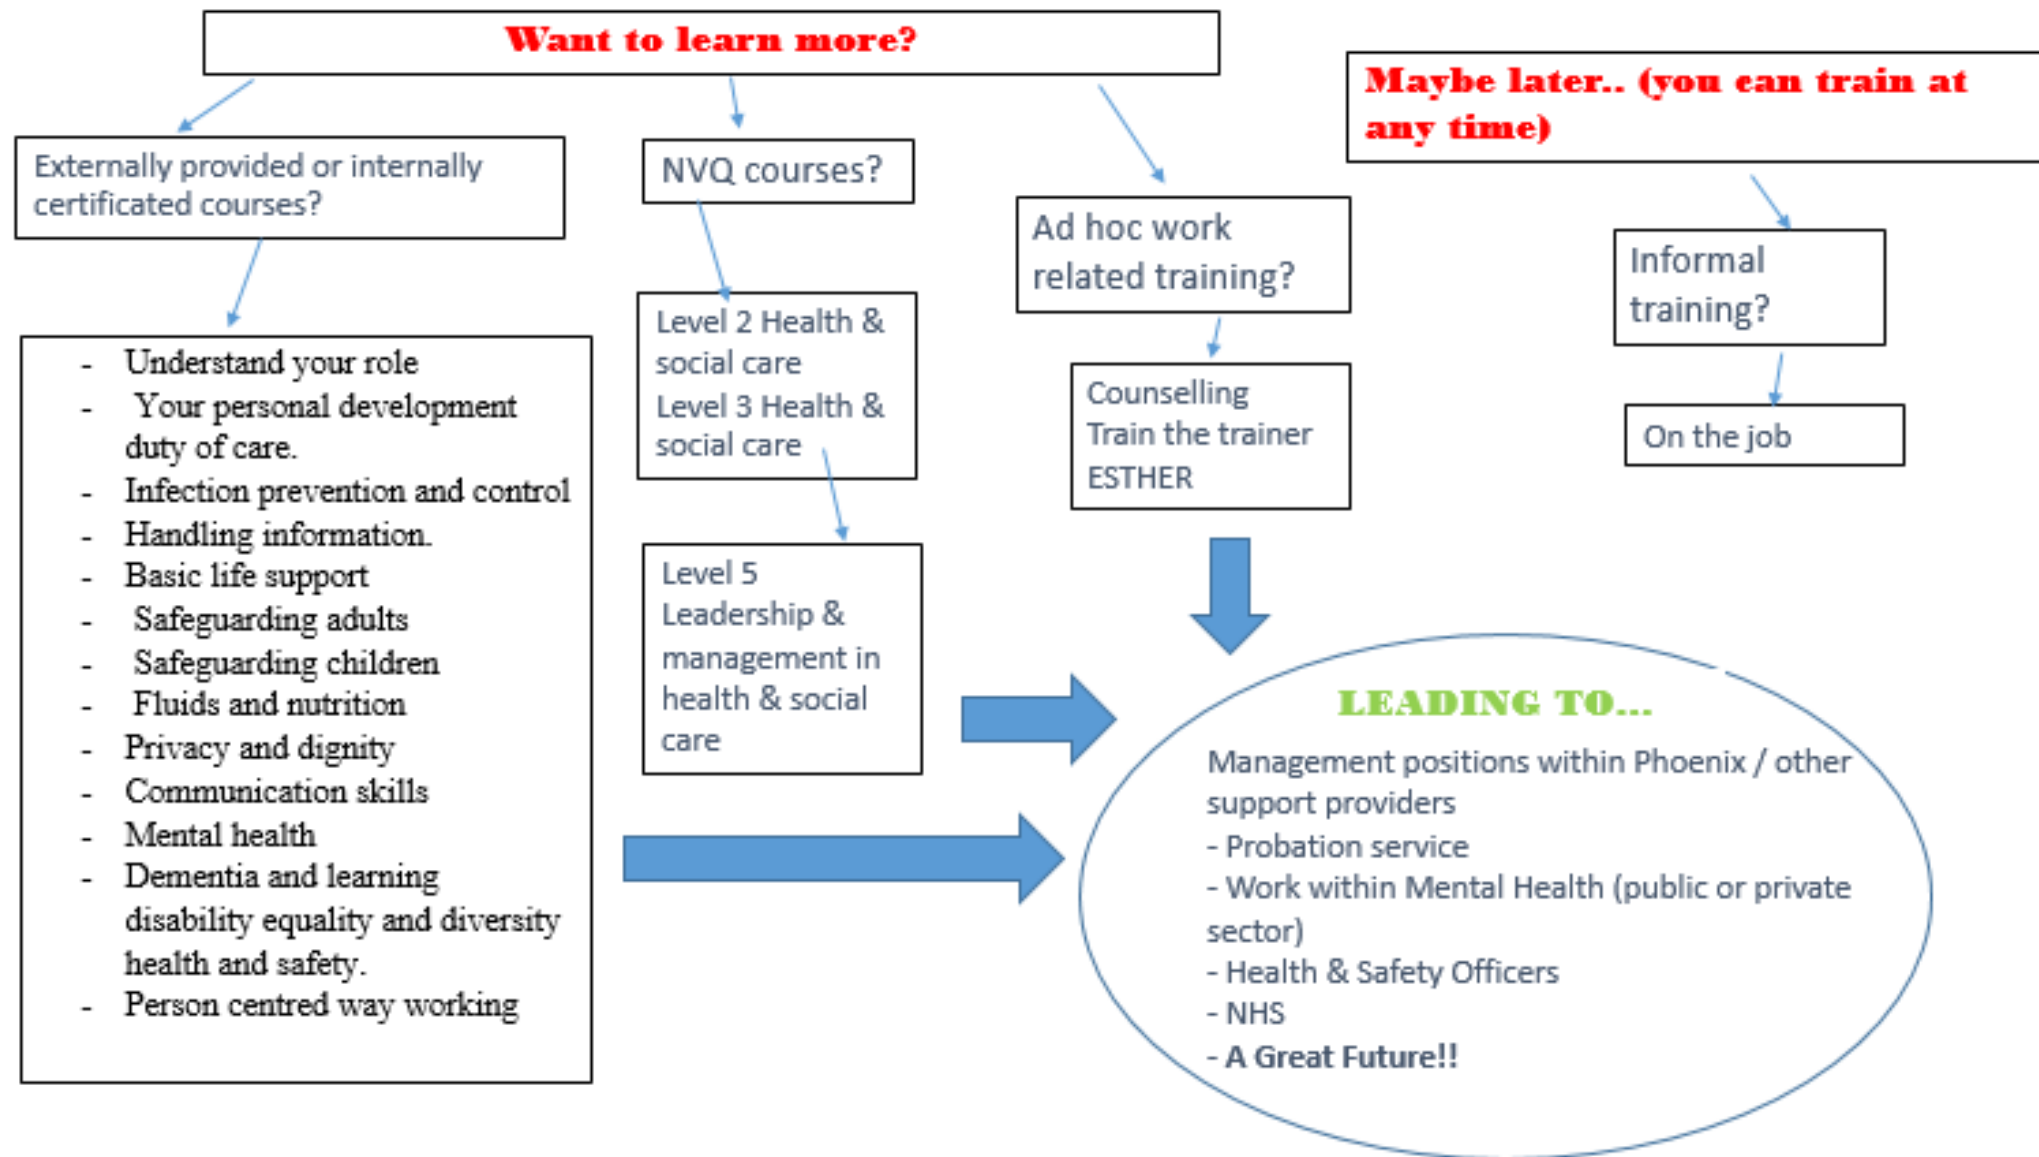 Want to learn more?
Maybe later.. (you can train at
any time)
Externally provided or internally
certificated courses?
NVQ courses?
Ad hoc work
related training?
Informal
training?
- Understand your role
- Your personal development
duty of care.
- Infection prevention and control
- Handling information.
- Basic life support
- Safeguarding adults
- Safeguarding children
- Fluids and nutrition
- Privacy and dignity
- Communication skills
- Mental health
- Dementia and learning
disability equality and diversity
health and safety.
- Person centred way working
Level 2 Health &
social care
Level 3 Health &
social care
Level 5
Leadership &
management in
health & social
care
Counselling
Train the trainer
ESTHER
On the job
LEADING TO...
Management positions within Phoenix / other
support providers
- Probation service
- Work within Mental Health (public or private
sector)
- Health & Safety Officers
- NHS
- A Great Future!!